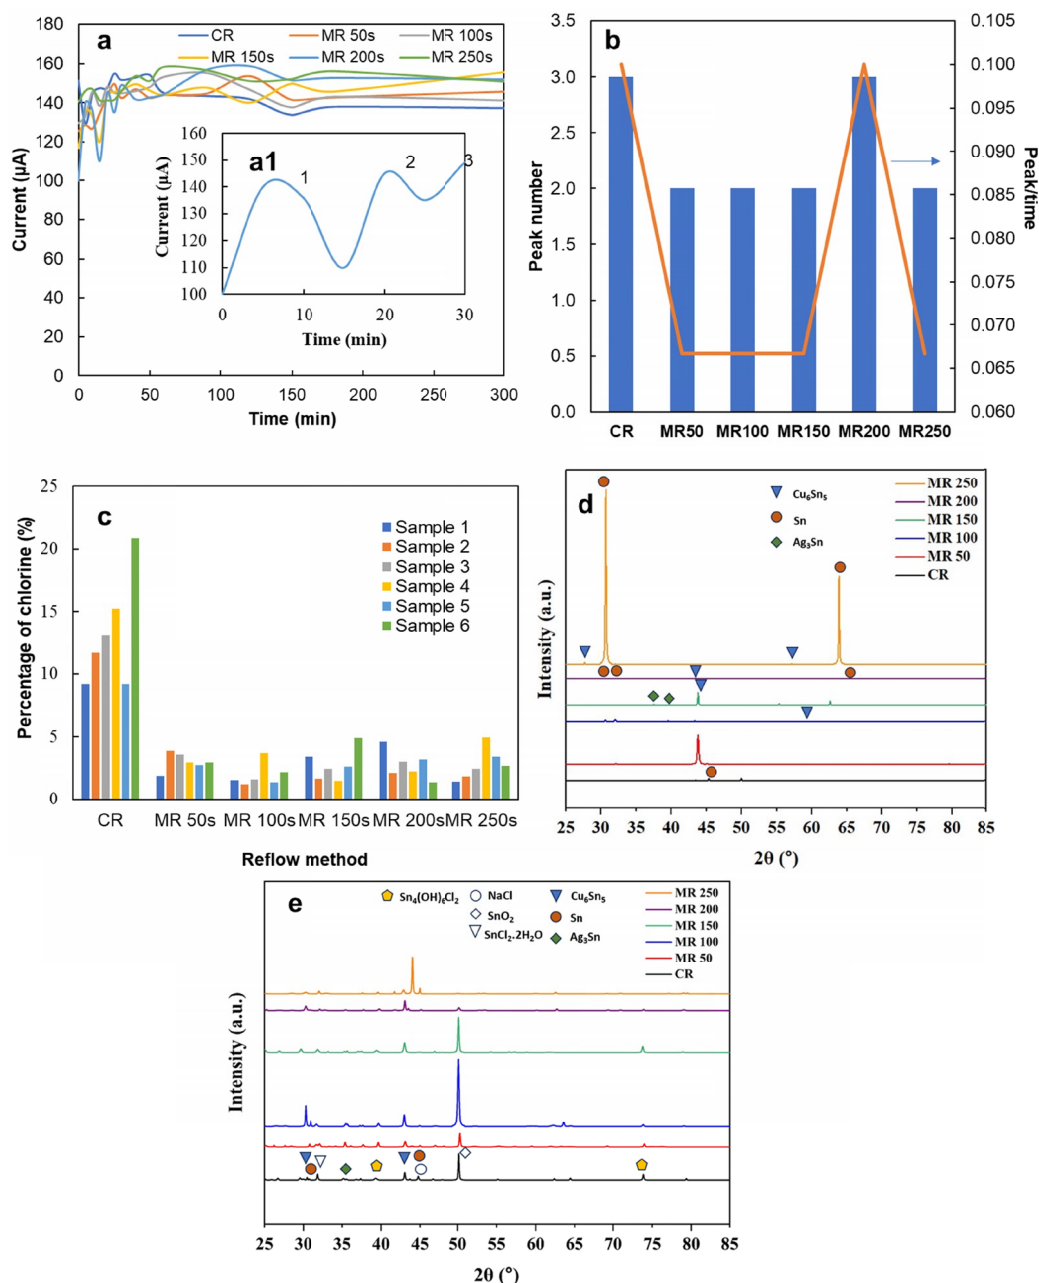 a
CR
MR 50s
MR 100s
MR 150s
MR 200s
MR 250s
180
160
140
120
100
80
60
40
20
0
Current (µA)
0 50 100 150 200 250 300
Time (min)
a1
160
150
140
130
120
110
100
Current (µA)
1
2
3
0 10 20 30
Time (min)
b
3.5
3.0
2.5
2.0
1.5
1.0
0.5
0.0
Peak number
0.105
0.100
0.095
0.090
0.085
0.080
0.075
0.070
0.065
0.060
Peak/time
CR MR50 MR100 MR150 MR200 MR250
c
25
20
15
10
5
0
Percentage of chlorine (%)
Sample 1
Sample 2
Sample 3
Sample 4
Sample 5
Sample 6
CR MR 50s MR 100s MR 150s MR 200s MR 250s
Reflow method
d
Cu₆Sn₅
Sn
Ag₃Sn
MR 250
MR 200
MR 150
MR 100
MR 50
CR
Intensity (a.u.)
25 30 35 40 45 50 55 60 65 70 75 80 85
2θ (°)
e
Sn₄(OH)₆Cl₂
NaCl
SnO₂
SnCl₂.2H₂O
Cu₆Sn₅
Sn
Ag₃Sn
MR 250
MR 200
MR 150
MR 100
MR 50
CR
Intensity (a.u.)
25 30 35 40 45 50 55 60 65 70 75 80 85
2θ (°)